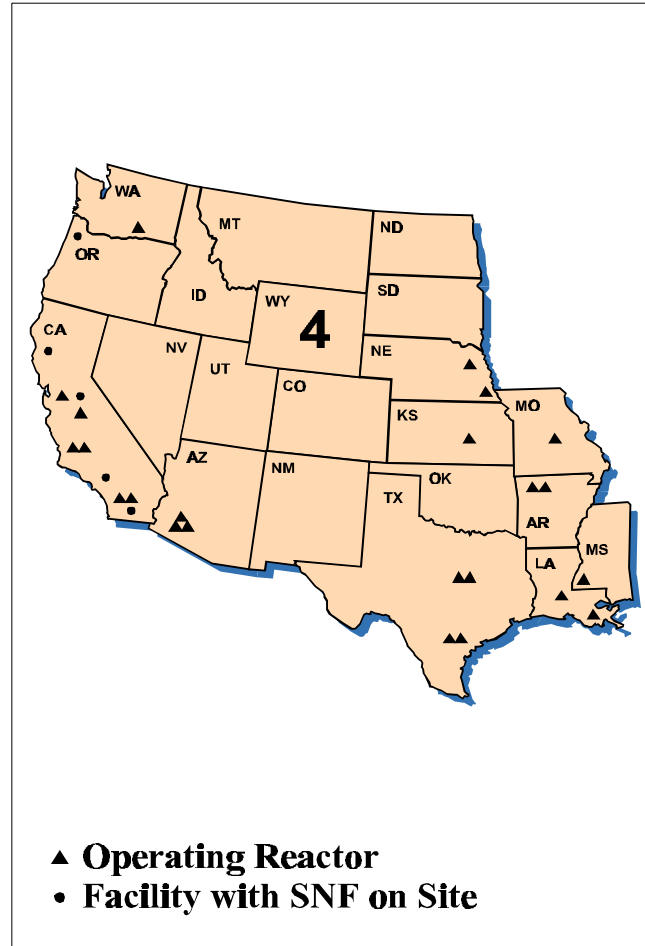 WA
MT
ND
OR
ID
SD
WY
4
CA
NV
NE
UT
CO
MO
KS
AZ
NM
OK
TX
AR
MS
LA
Operating Reactor
Facility with SNF on Site